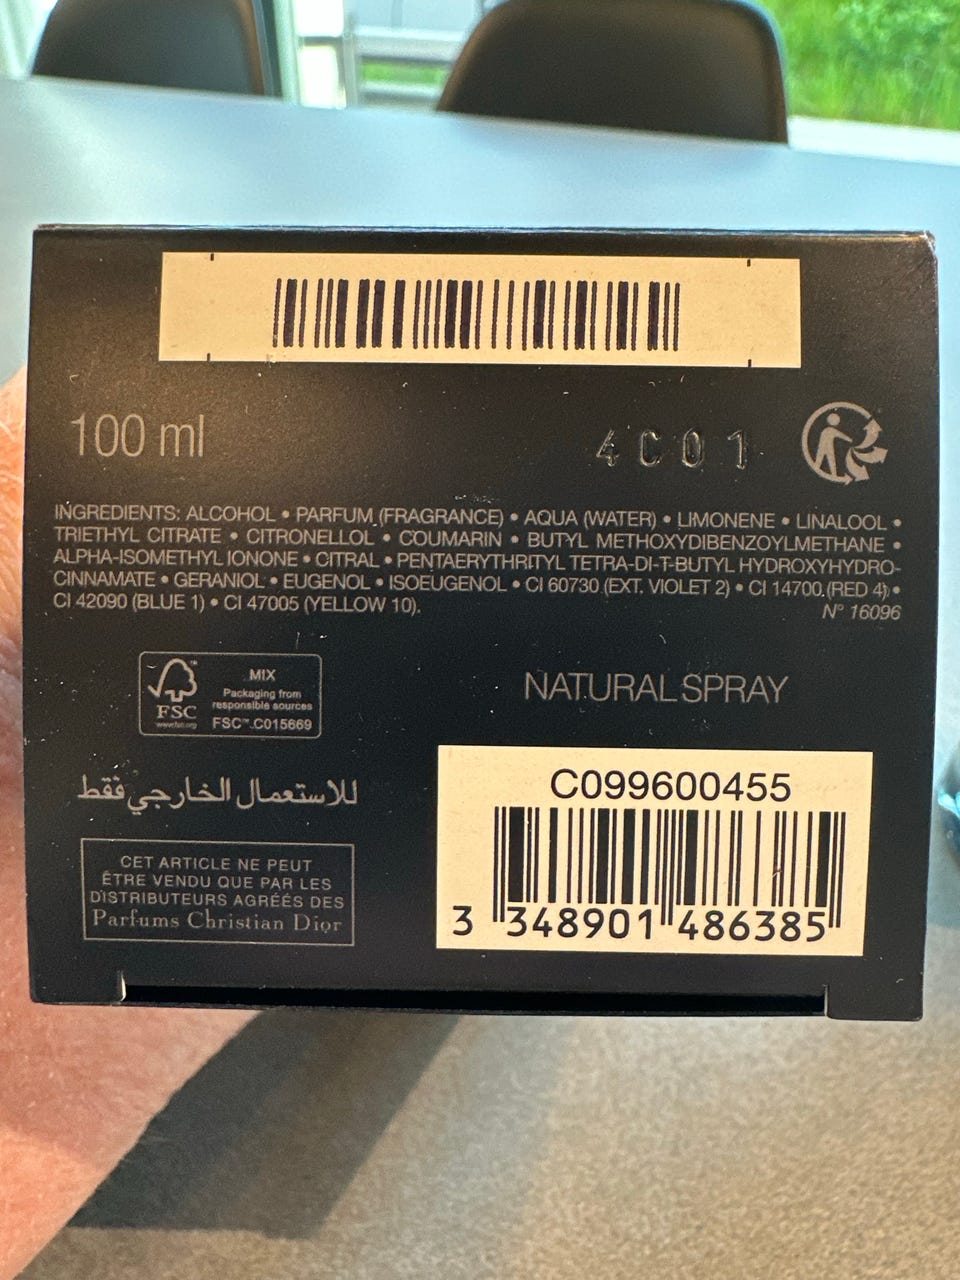 100 ml
4C01
INGREDIENTS: ALCOHOL • PARFUM (FRAGRANCE) • AQUA (WATER) • LIMONENE • LINALOOL •
TRIETHYL CITRATE • CITRONELLOL • COUMARIN • BUTYL METHOXYDIBENZOYLMETHANE •
ALPHA-ISOMETHYL IONONE • CITRAL • PENTAERYTHRITYL TETRA-DI-T-BUTYL HYDROXYHYDRO-
CINNAMATE • GERANIOL • EUGENOL • ISOEUGENOL • CI 60730 (EXT. VIOLET 2) • CI 14700 (RED 4) •
CI 42090 (BLUE 1) • CI 47005 (YELLOW 10).
N° 16096
FSC
www.fsc.org
MIX
Packaging from
responsible sources
FSC™ C015669
NATURAL SPRAY
للاستعمال الخارجي فقط
CET ARTICLE NE PEUT
ÊTRE VENDU QUE PAR LES
DISTRIBUTEURS AGRÉÉS DES
Parfums Christian Dior
C099600455
3 348901 486385